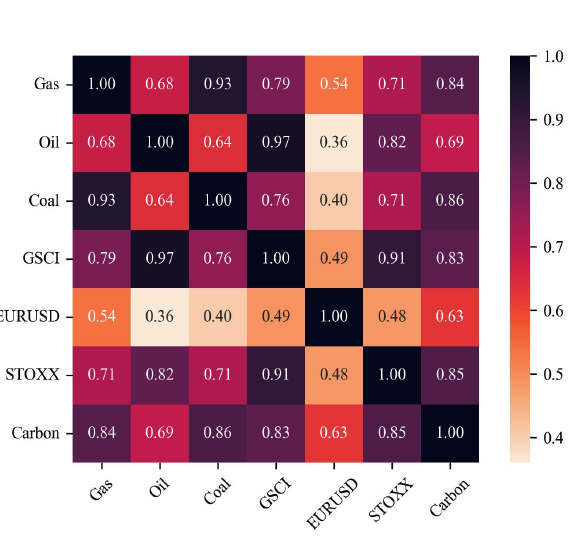 Gas 1.00 0.68 0.93 0.79 0.54 0.71 0.84
Oil 0.68 1.00 0.64 0.97 0.36 0.82 0.69
Coal 0.93 0.64 1.00 0.76 0.40 0.71 0.86
GSCI 0.79 0.97 0.76 1.00 0.49 0.91 0.83
EURUSD 0.54 0.36 0.40 0.49 1.00 0.48 0.63
STOXX 0.71 0.82 0.71 0.91 0.48 1.00 0.85
Carbon 0.84 0.69 0.86 0.83 0.63 0.85 1.00
Gas Oil Coal GSCI EURUSD STOXX Carbon
1.0
0.9
0.8
0.7
0.6
0.5
0.4